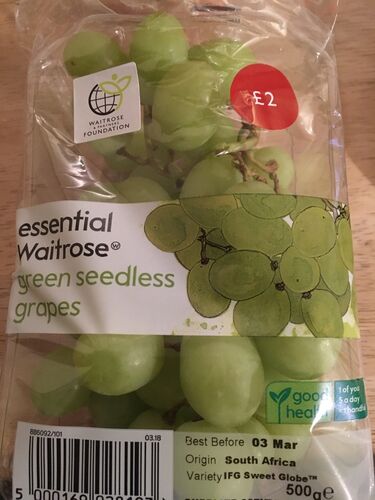 WAITROSE
& PARTNERS
FOUNDATION
£2
essential
Waitrose
green seedless
grapes
good
health
1 of you
5 a day
886092/101
03.18
Best Before 03 Mar
Origin South Africa
Variety IFG Sweet Globe™
500g e